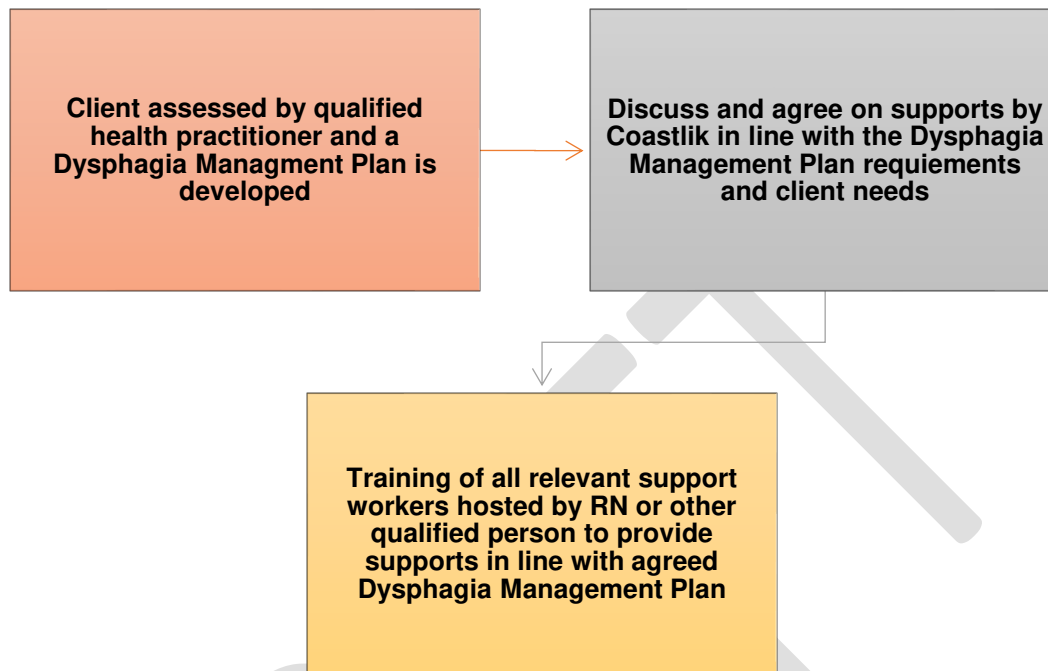 Client assessed by qualified
health practitioner and a
Dysphagia Managment Plan is
developed
Discuss and agree on supports by
Coastlik in line with the Dysphagia
Management Plan requiements
and client needs
Training of all relevant support
workers hosted by RN or other
qualified person to provide
supports in line with agreed
Dysphagia Management Plan